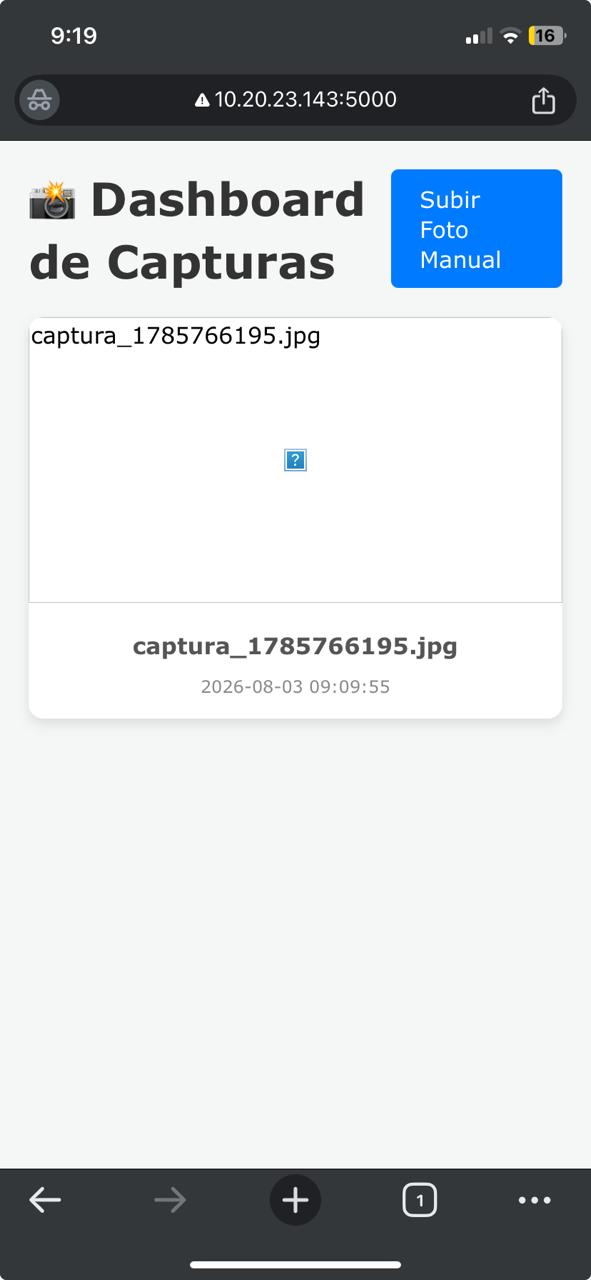 9:19
16
10.20.23.143:5000
📸 Dashboard
de Capturas
Subir
Foto
Manual
captura_1785766195.jpg
?
captura_1785766195.jpg
2026-08-03 09:09:55
1